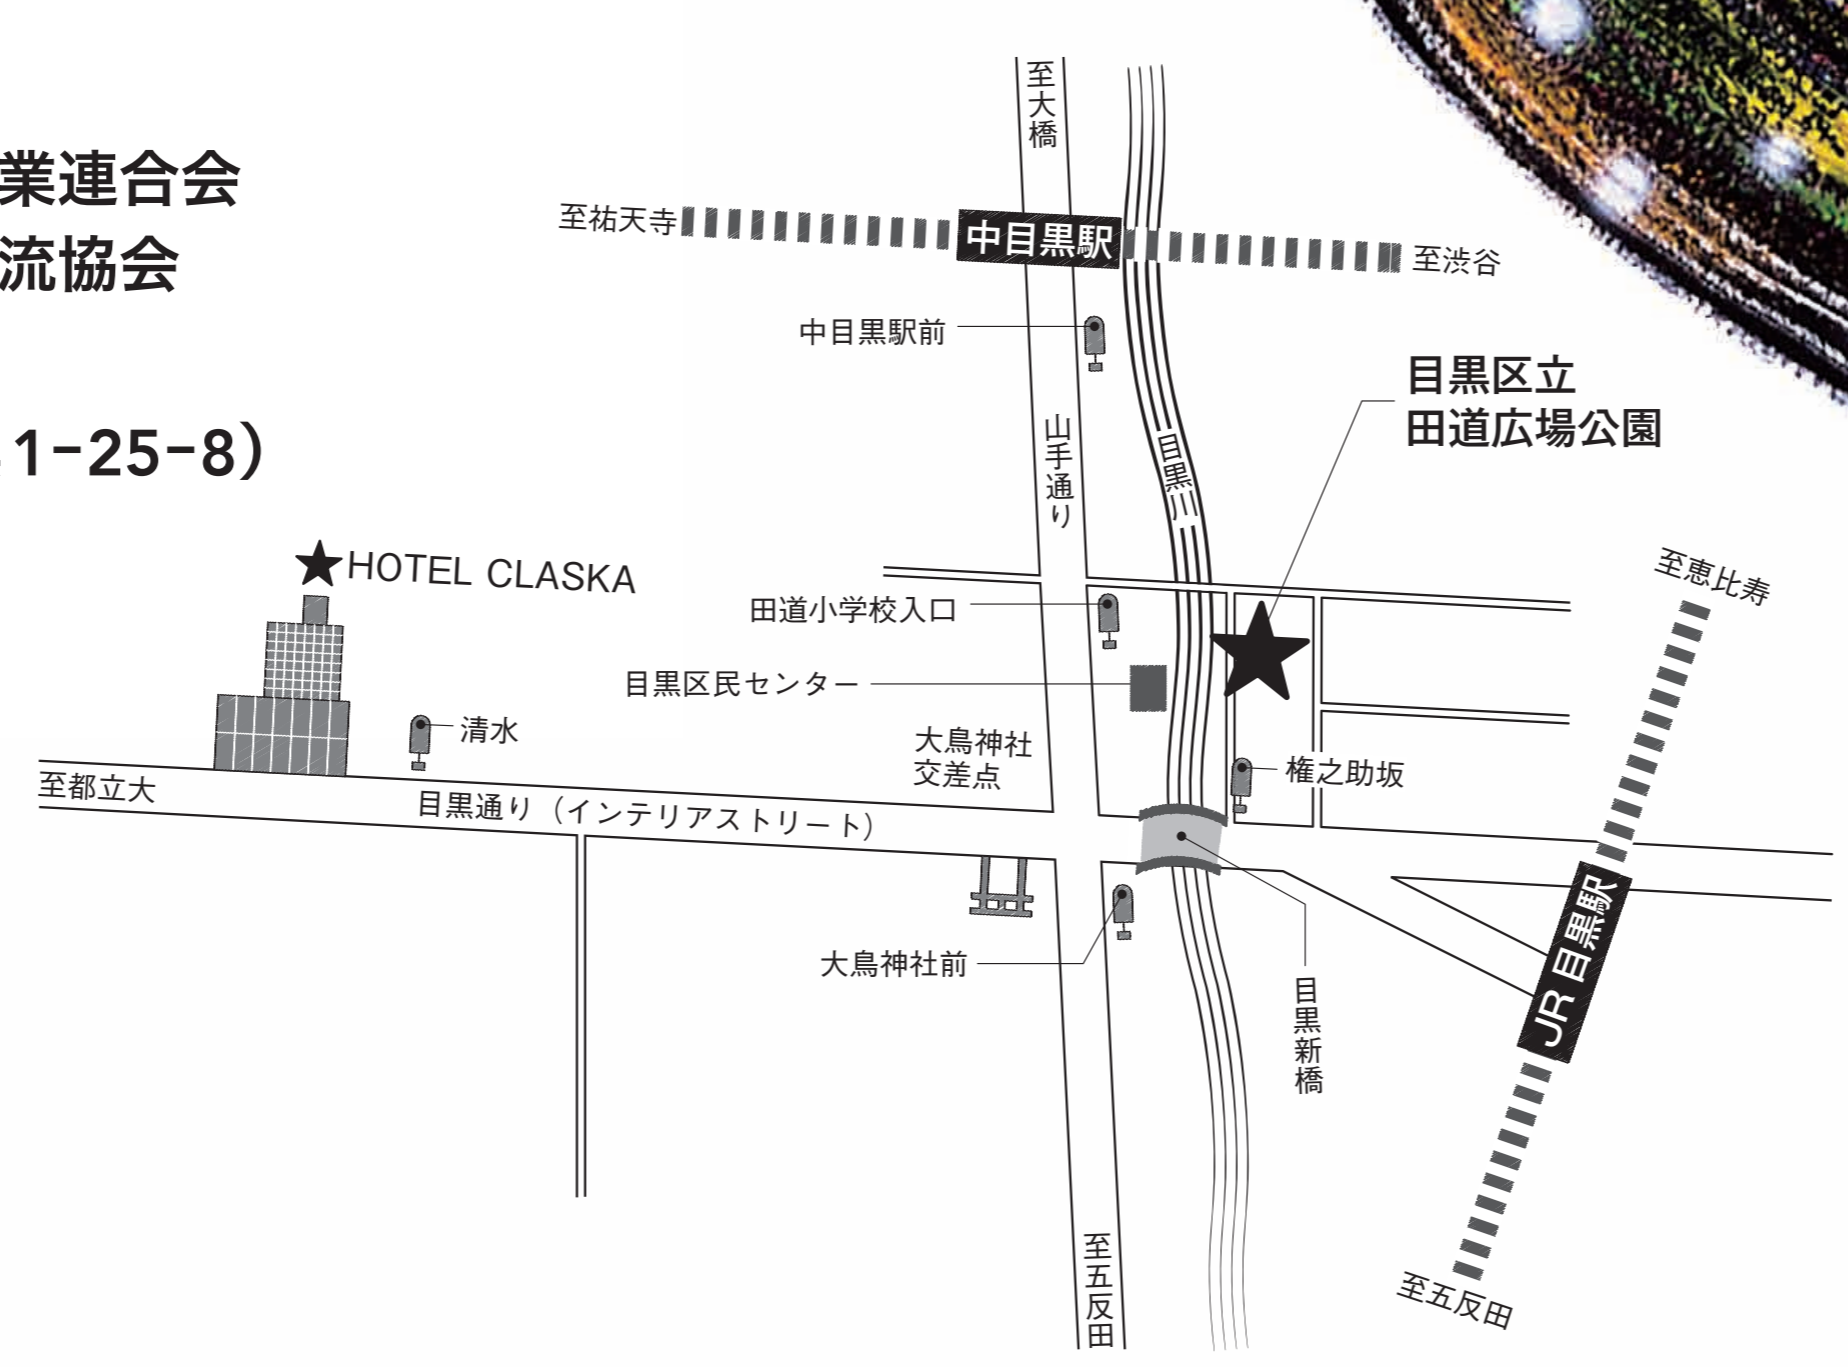 業連合会
流協会
1-25-8）
至大橋
至祐天寺
中目黒駅
至渋谷
中目黒駅前
目黒区立
田道広場公園
山手通り
目黒川
HOTEL CLASKA
至恵比寿
田道小学校入口
目黒区民センター
清水
大鳥神社
交差点
権之助坂
至都立大
目黒通り（インテリアストリート）
JR 目黒駅
大鳥神社前
目黒新橋
至五反田
至五反田